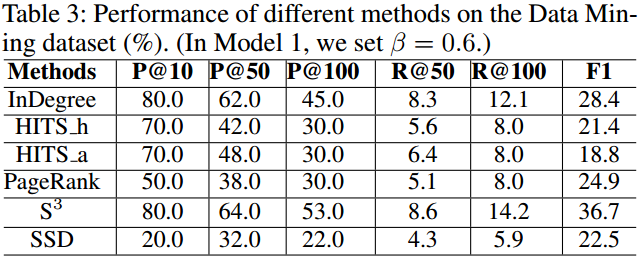 Table 3: Performance of different methods on the Data Min-
ing dataset (%). (In Model 1, we set β = 0.6.)
Methods P@10 P@50 P@100 R@50 R@100 F1
InDegree 80.0 62.0 45.0 8.3 12.1 28.4
HITS_h 70.0 42.0 30.0 5.6 8.0 21.4
HITS_a 70.0 48.0 30.0 6.4 8.0 18.8
PageRank 50.0 38.0 30.0 5.1 8.0 24.9
S³ 80.0 64.0 53.0 8.6 14.2 36.7
SSD 20.0 32.0 22.0 4.3 5.9 22.5